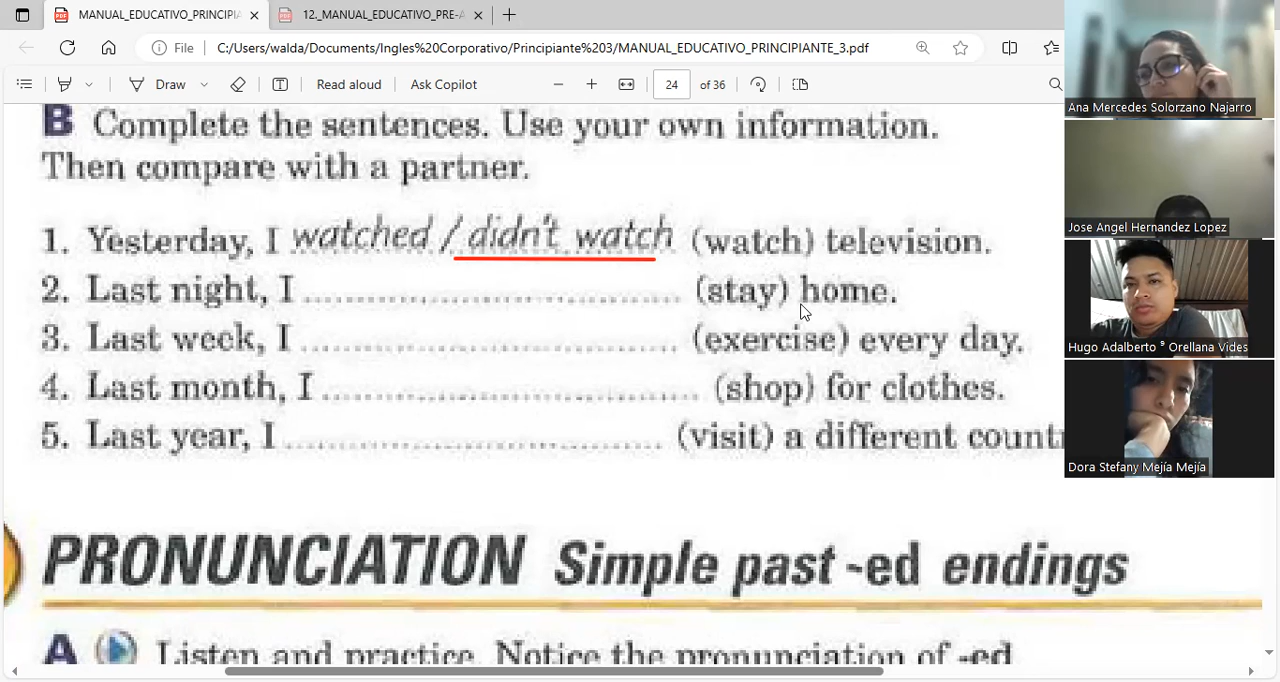 MANUAL_EDUCATIVO_PRINCIPIA
12._MANUAL_EDUCATIVO_PRE-A
File
C:/Users/walda/Documents/Ingles%20Corporativo/Principiante%203/MANUAL_EDUCATIVO_PRINCIPIANTE_3.pdf
Draw
Read aloud
Ask Copilot
24 of 36
B Complete the sentences. Use your own information.
Then compare with a partner.
1. Yesterday, I watched / didn't watch (watch) television.
2. Last night, I (stay) home.
3. Last week, I (exercise) every day.
4. Last month, I (shop) for clothes.
5. Last year, I (visit) a different count
PRONUNCIATION Simple past -ed endings
A Listen and practice. Notice the pronunciation of -ed
Ana Mercedes Solorzano Najarro
Jose Angel Hernandez Lopez
Hugo Adalberto ° Orellana Vides
Dora Stefany Mejía Mejía